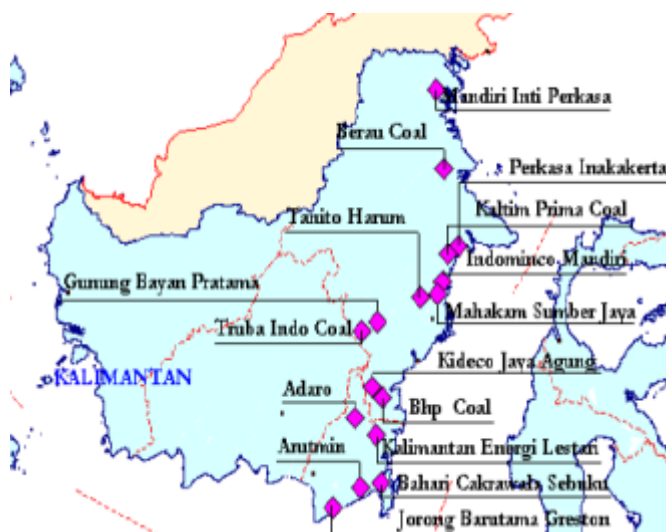 Mandiri Inti Perkasa
Berau Coal
Perkasa Inakakerta
Tanito Harum
Kaltim Prima Coal
Indominco Mandiri
Gunung Bayan Pratama
Mahakam Sumber Jaya
Truba Indo Coal
Kideco Jaya Agung
KALIMANTAN
Adaro
Bhp Coal
Kalimantan Energi Lestari
Arutmin
Bahari Cakrawala Sebuku
Jorong Barutama Greston